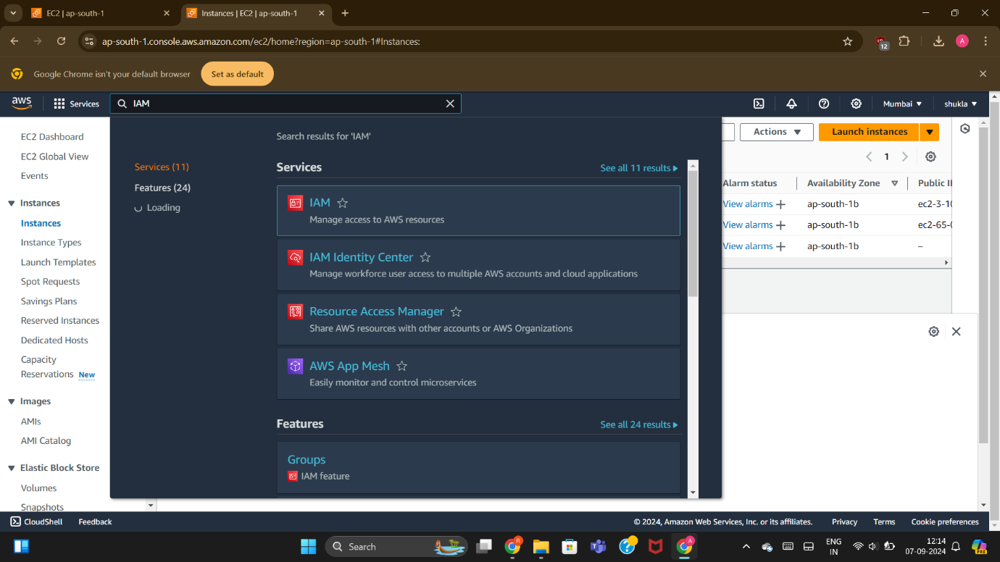 EC2 | ap-south-1
Instances | EC2 | ap-south-1
ap-south-1.console.aws.amazon.com/ec2/home?region=ap-south-1#Instances:
12
A
Google Chrome isn't your default browser
Set as default
aws
Services
IAM
Mumbai
shukla
EC2 Dashboard
EC2 Global View
Events
Instances
Instances
Instance Types
Launch Templates
Spot Requests
Savings Plans
Reserved Instances
Dedicated Hosts
Capacity
Reservations New
Images
AMIs
AMI Catalog
Elastic Block Store
Volumes
Snapshots
Search results for 'IAM'
Services (11)
Features (24)
Loading
Services
See all 11 results
IAM
Manage access to AWS resources
IAM Identity Center
Manage workforce user access to multiple AWS accounts and cloud applications
Resource Access Manager
Share AWS resources with other accounts or AWS Organizations
AWS App Mesh
Easily monitor and control microservices
Features
See all 24 results
Groups
IAM feature
Actions
Launch instances
1
Alarm status
Availability Zone
Public
View alarms
ap-south-1b
ec2-3-10
View alarms
ap-south-1b
ec2-65-
View alarms
ap-south-1b
–
CloudShell
Feedback
© 2024, Amazon Web Services, Inc. or its affiliates.
Privacy
Terms
Cookie preferences
Search
R
A
ENG
IN
12:14
07-09-2024
PRE